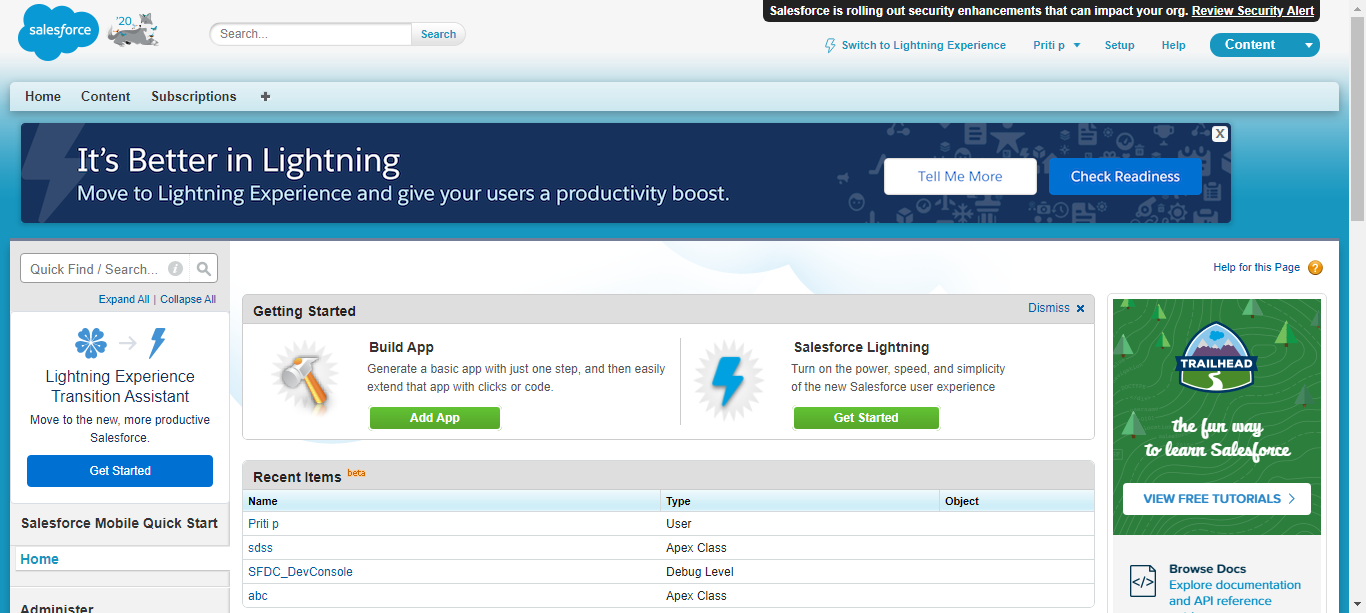 Salesforce is rolling out security enhancements that can impact your org. Review Security Alert
salesforce
'20
Search...
Search
Switch to Lightning Experience
Priti p
Setup
Help
Content
Home
Content
Subscriptions
+
It's Better in Lightning
Move to Lightning Experience and give your users a productivity boost.
Tell Me More
Check Readiness
X
Quick Find / Search...
i
Expand All | Collapse All
Lightning Experience
Transition Assistant
Move to the new, more productive
Salesforce.
Get Started
Salesforce Mobile Quick Start
Home
Administer
Help for this Page ?
Getting Started
Dismiss x
Build App
Generate a basic app with just one step, and then easily
extend that app with clicks or code.
Add App
Salesforce Lightning
Turn on the power, speed, and simplicity
of the new Salesforce user experience
Get Started
Recent Items beta
Name Type Object
Priti p User
sdss Apex Class
SFDC_DevConsole Debug Level
abc Apex Class
TRAILHEAD
the fun way
to learn Salesforce
VIEW FREE TUTORIALS >
</>
Browse Docs
Explore documentation
and API reference